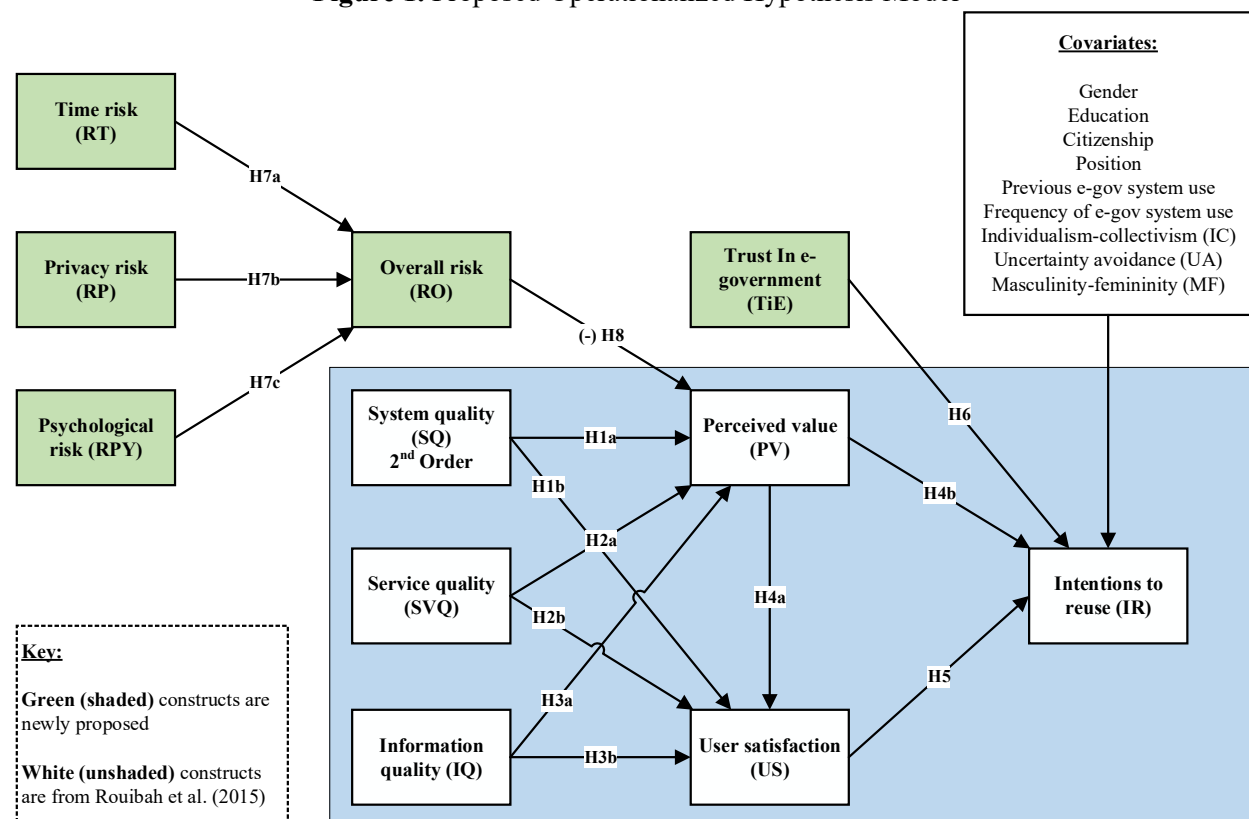 Figure 1. Proposed Operationalized Hypothesis Model
Covariates:
Gender
Education
Citizenship
Position
Previous e-gov system use
Frequency of e-gov system use
Individualism-collectivism (IC)
Uncertainty avoidance (UA)
Masculinity-femininity (MF)
Time risk
(RT)
H7a
Privacy risk
(RP)
H7b
Overall risk
(RO)
Trust In e-
government
(TiE)
(-) H8
H7c
Psychological
risk (RPY)
System quality
(SQ)
2nd Order
H1a
Perceived value
(PV)
H6
H1b
H4b
H2a
Service quality
(SVQ)
H2b
H4a
Intentions to
reuse (IR)
H3a
H5
Information
quality (IQ)
H3b
User satisfaction
(US)
Key:
Green (shaded) constructs are
newly proposed
White (unshaded) constructs
are from Rouibah et al. (2015)